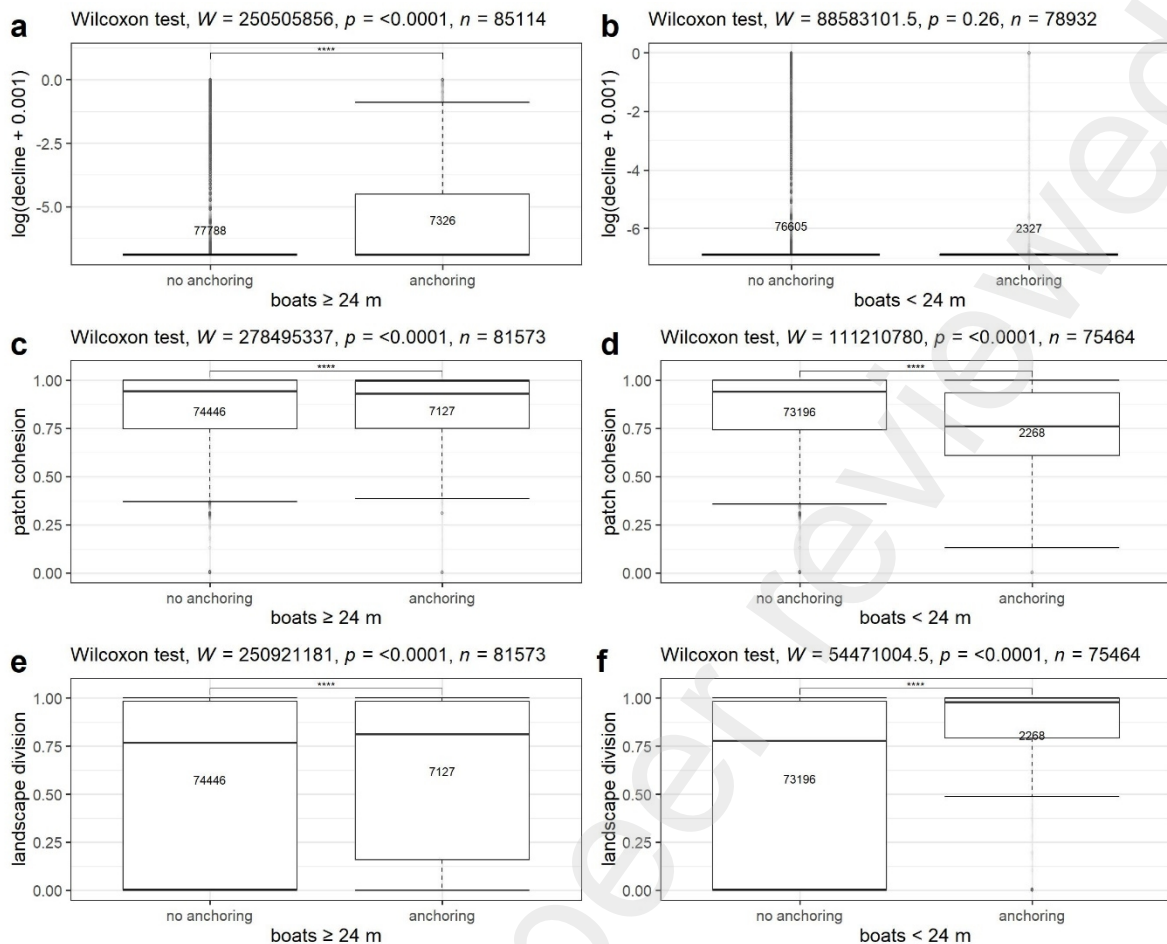 a Wilcoxon test, W = 250505856, p = <0.0001, n = 85114
b Wilcoxon test, W = 88583101.5, p = 0.26, n = 78932
log(decline + 0.001)
0.0
-2.5
-5.0
****
77788
7326
no anchoring
anchoring
boats ≥ 24 m
log(decline + 0.001)
0
-2
-4
-6
76605
2327
no anchoring
anchoring
boats < 24 m
c Wilcoxon test, W = 278495337, p = <0.0001, n = 81573
d Wilcoxon test, W = 111210780, p = <0.0001, n = 75464
patch cohesion
1.00
0.75
0.50
0.25
0.00
****
74446
7127
no anchoring
anchoring
boats ≥ 24 m
patch cohesion
1.00
0.75
0.50
0.25
0.00
****
73196
2268
no anchoring
anchoring
boats < 24 m
e Wilcoxon test, W = 250921181, p = <0.0001, n = 81573
f Wilcoxon test, W = 54471004.5, p = <0.0001, n = 75464
landscape division
1.00
0.75
0.50
0.25
0.00
****
74446
7127
no anchoring
anchoring
boats ≥ 24 m
landscape division
1.00
0.75
0.50
0.25
0.00
****
73196
2268
no anchoring
anchoring
boats < 24 m
peer reviewed